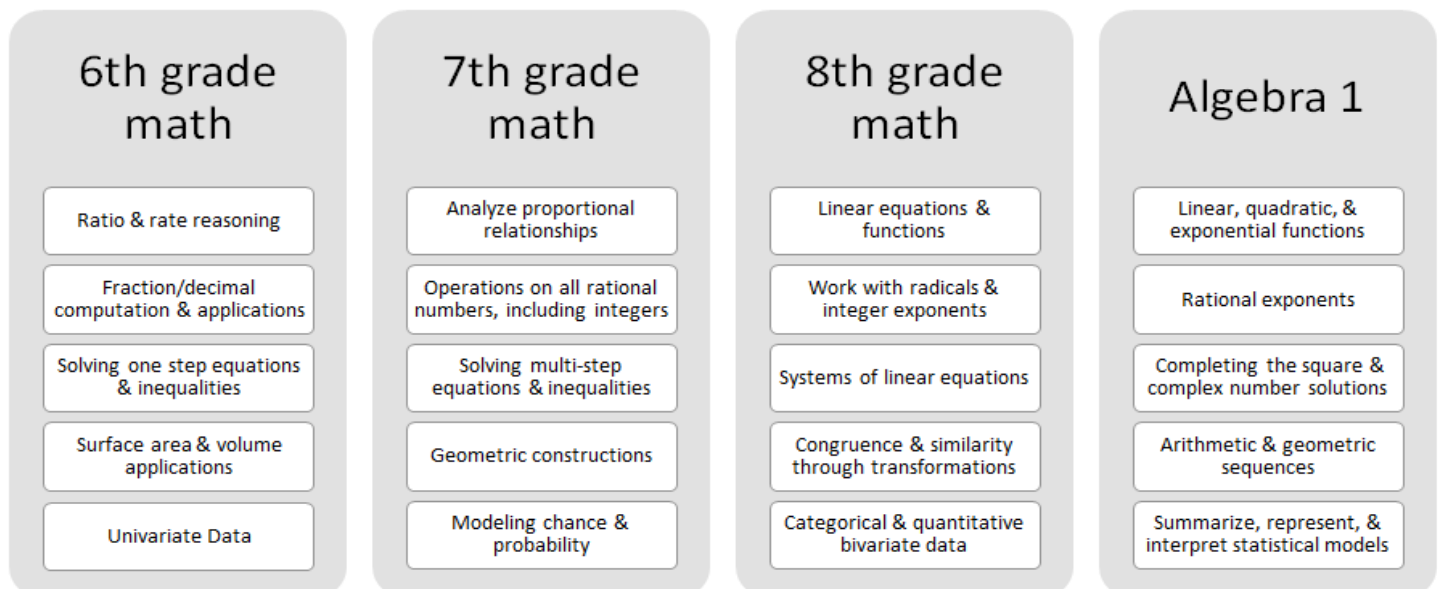 6th grade
math
Ratio & rate reasoning
Fraction/decimal
computation & applications
Solving one step equations
& inequalities
Surface area & volume
applications
Univariate Data
7th grade
math
Analyze proportional
relationships
Operations on all rational
numbers, including integers
Solving multi-step
equations & inequalities
Geometric constructions
Modeling chance &
probability
8th grade
math
Linear equations &
functions
Work with radicals &
integer exponents
Systems of linear equations
Congruence & similarity
through transformations
Categorical & quantitative
bivariate data
Algebra 1
Linear, quadratic, &
exponential functions
Rational exponents
Completing the square &
complex number solutions
Arithmetic & geometric
sequences
Summarize, represent, &
interpret statistical models